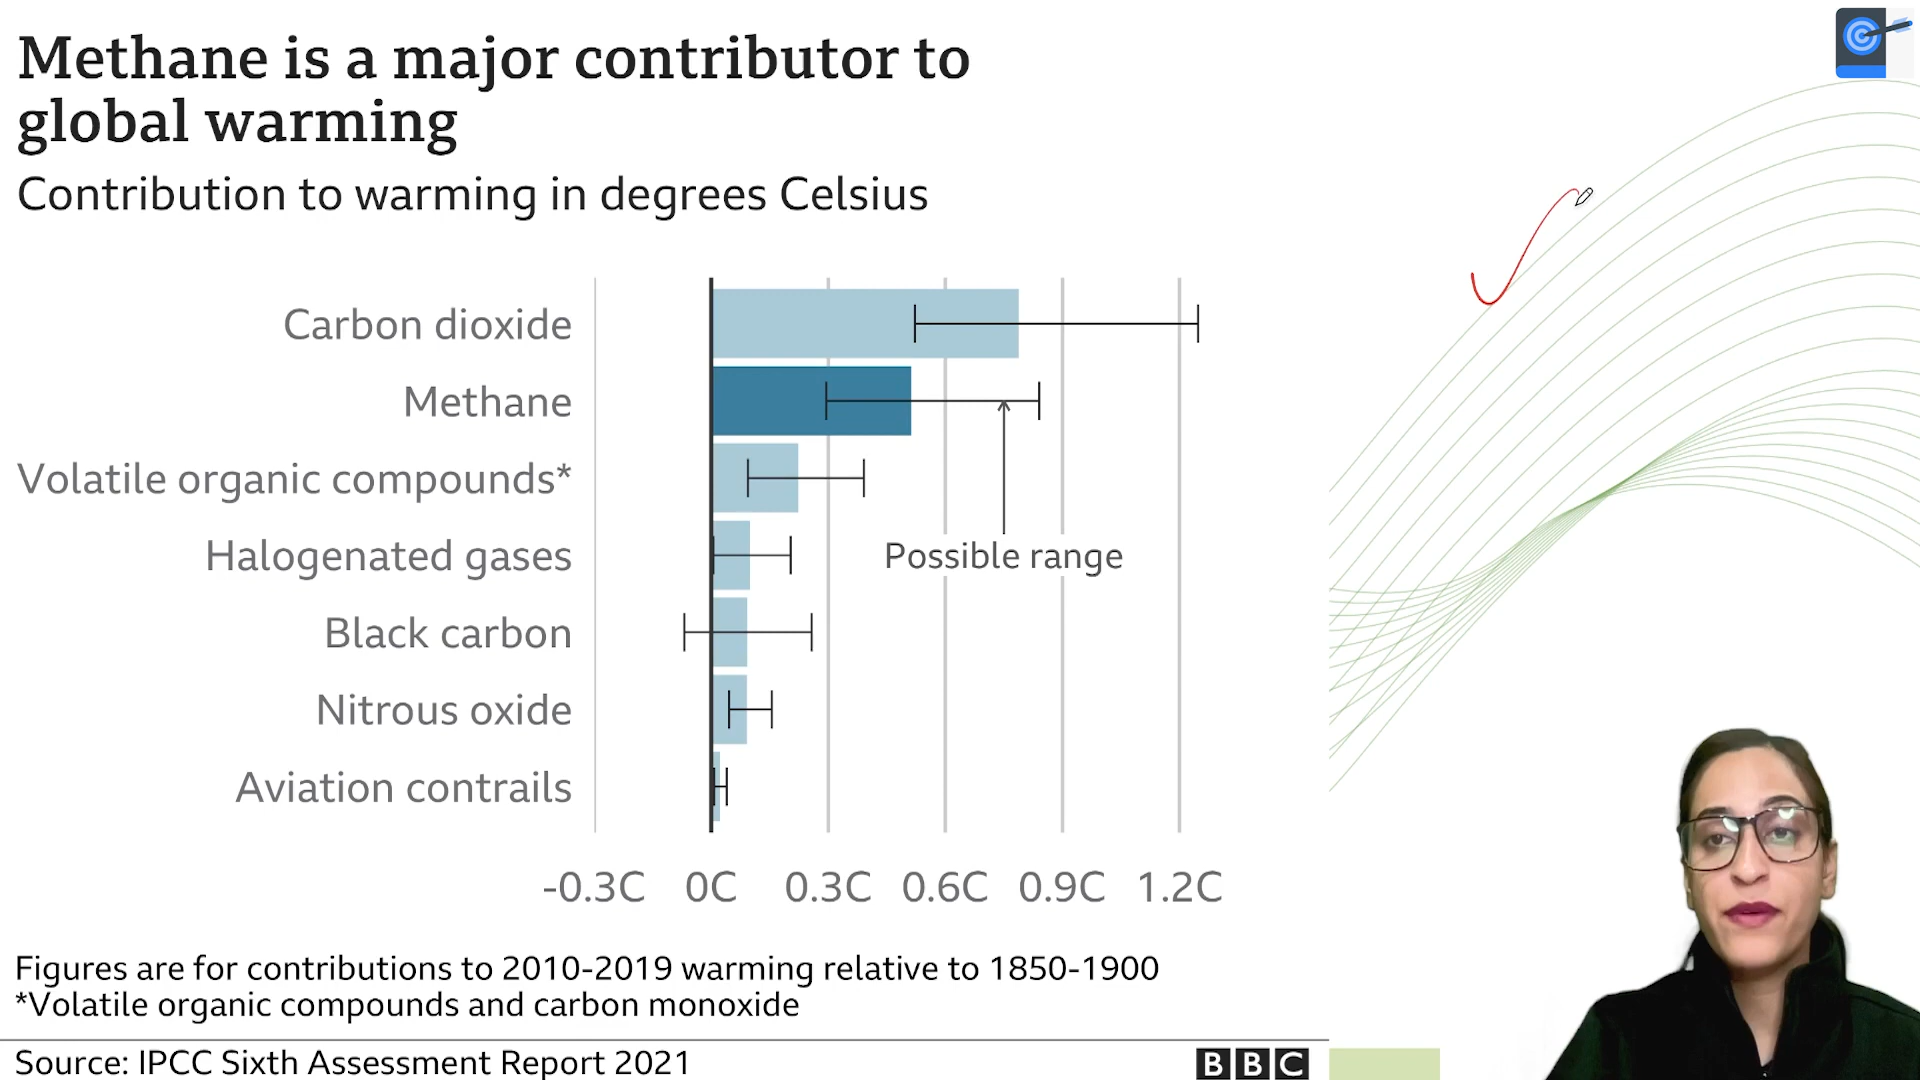 Methane is a major contributor to
global warming
Contribution to warming in degrees Celsius
Carbon dioxide
Methane
Volatile organic compounds*
Halogenated gases
Possible range
Black carbon
Nitrous oxide
Aviation contrails
-0.3C 0C 0.3C 0.6C 0.9C 1.2C
Figures are for contributions to 2010-2019 warming relative to 1850-1900
*Volatile organic compounds and carbon monoxide
Source: IPCC Sixth Assessment Report 2021
BBC